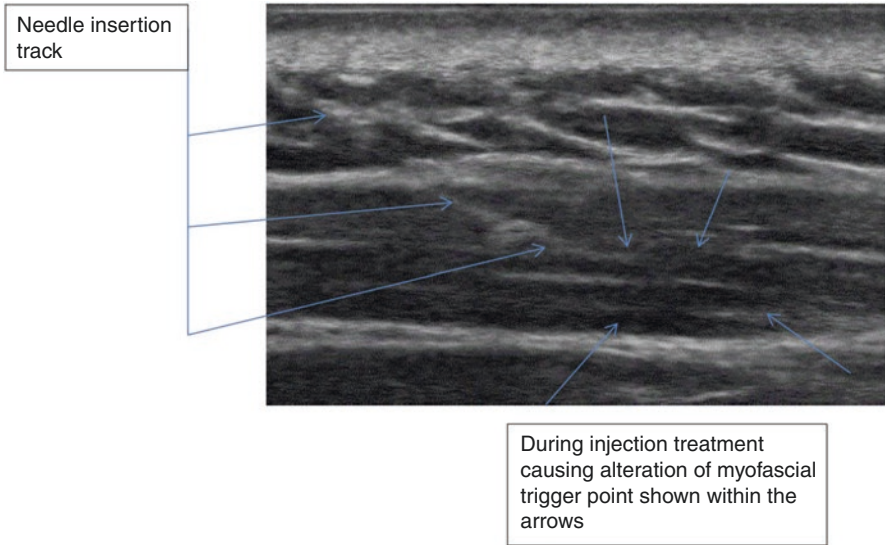 Needle insertion
track
During injection treatment
causing alteration of myofascial
trigger point shown within the
arrows